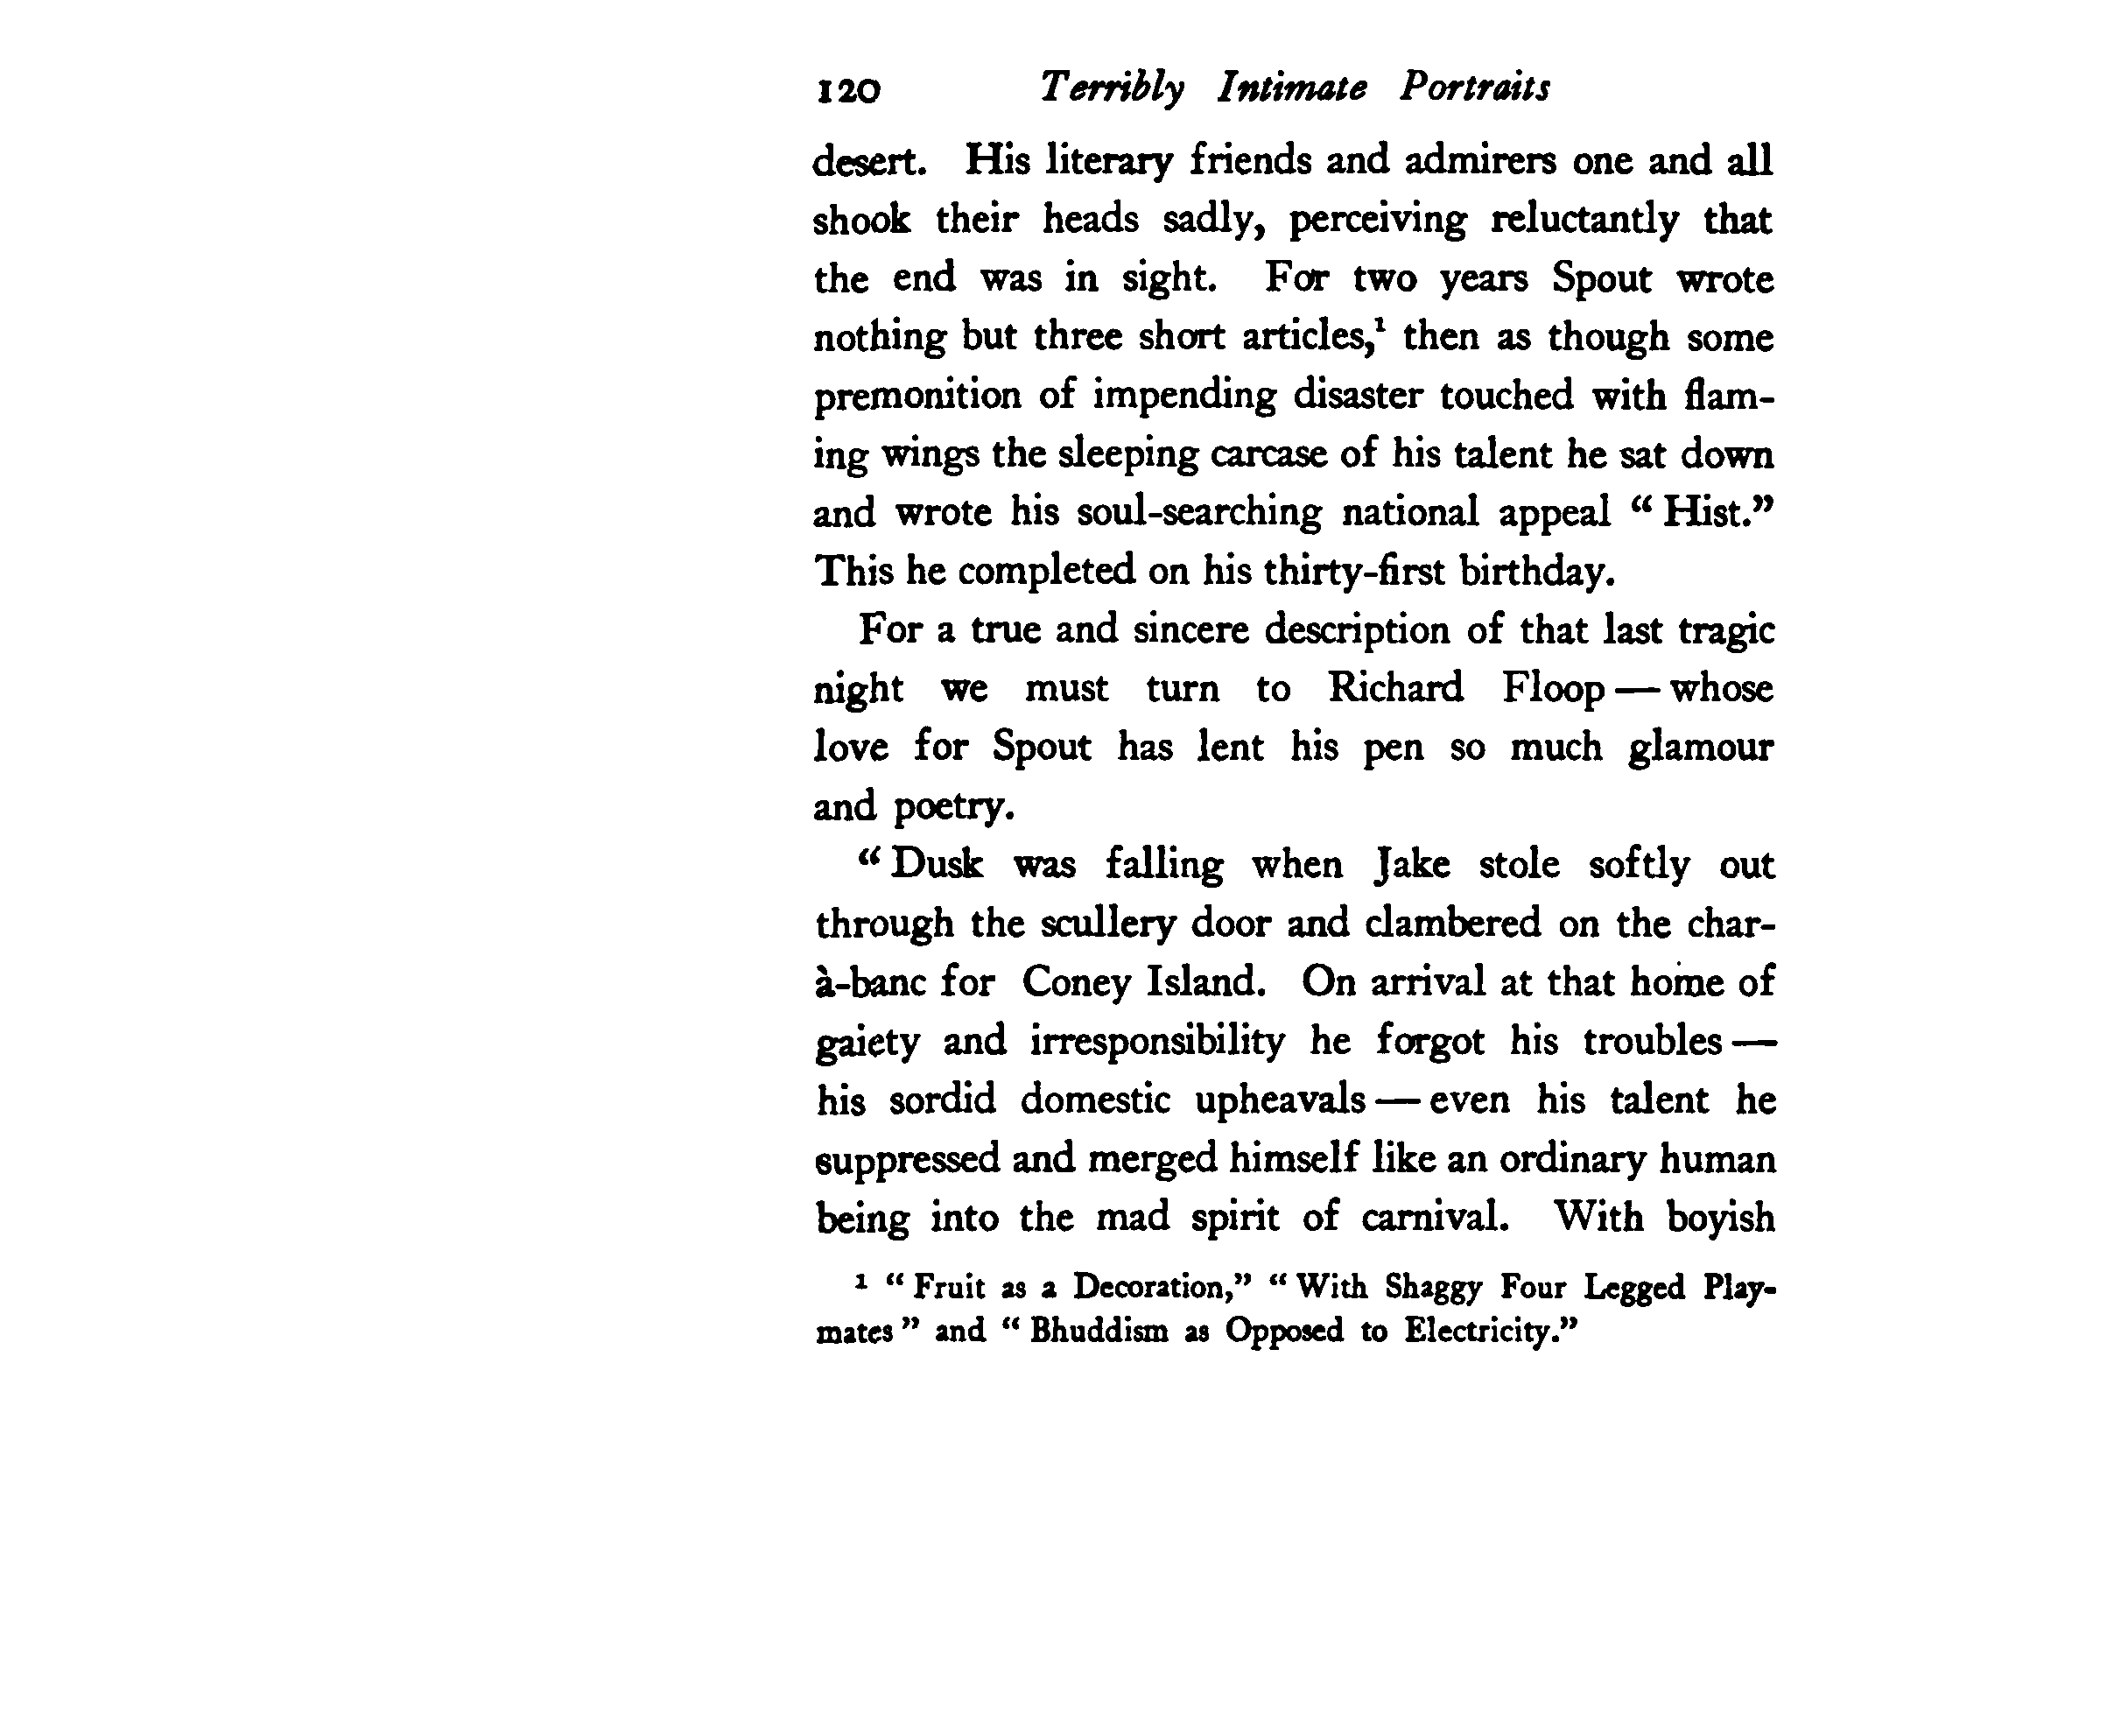 120 Terribly Intimate Portraits
desert. His literary friends and admirers one and all
shook their heads sadly, perceiving reluctantly that
the end was in sight. For two years Spout wrote
nothing but three short articles,¹ then as though some
premonition of impending disaster touched with flam-
ing wings the sleeping carcase of his talent he sat down
and wrote his soul-searching national appeal “ Hist.”
This he completed on his thirty-first birthday.
For a true and sincere description of that last tragic
night we must turn to Richard Floop — whose
love for Spout has lent his pen so much glamour
and poetry.
“ Dusk was falling when Jake stole softly out
through the scullery door and clambered on the char-
à-banc for Coney Island. On arrival at that home of
gaiety and irresponsibility he forgot his troubles —
his sordid domestic upheavals — even his talent he
suppressed and merged himself like an ordinary human
being into the mad spirit of carnival. With boyish
¹ “ Fruit as a Decoration,” “ With Shaggy Four Legged Play-
mates ” and “ Bhuddism as Opposed to Electricity.”